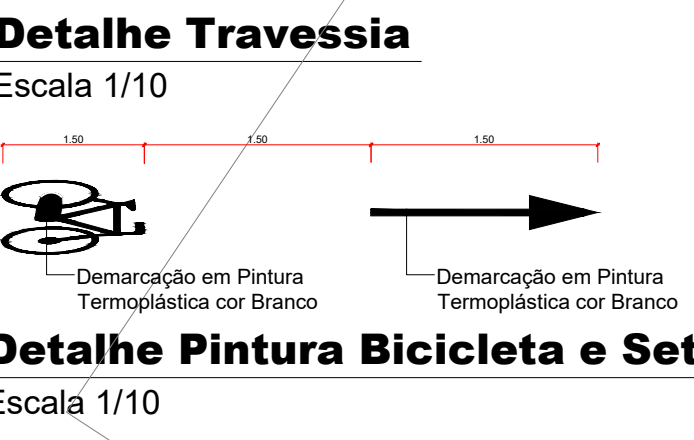 Detalhe Travessia
Escala 1/10
1.50 1.50 1.50
Demarcação em Pintura
Termoplástica cor Branco
Demarcação em Pintura
Termoplástica cor Branco
Detalhe Pintura Bicicleta e Set
Escala 1/10